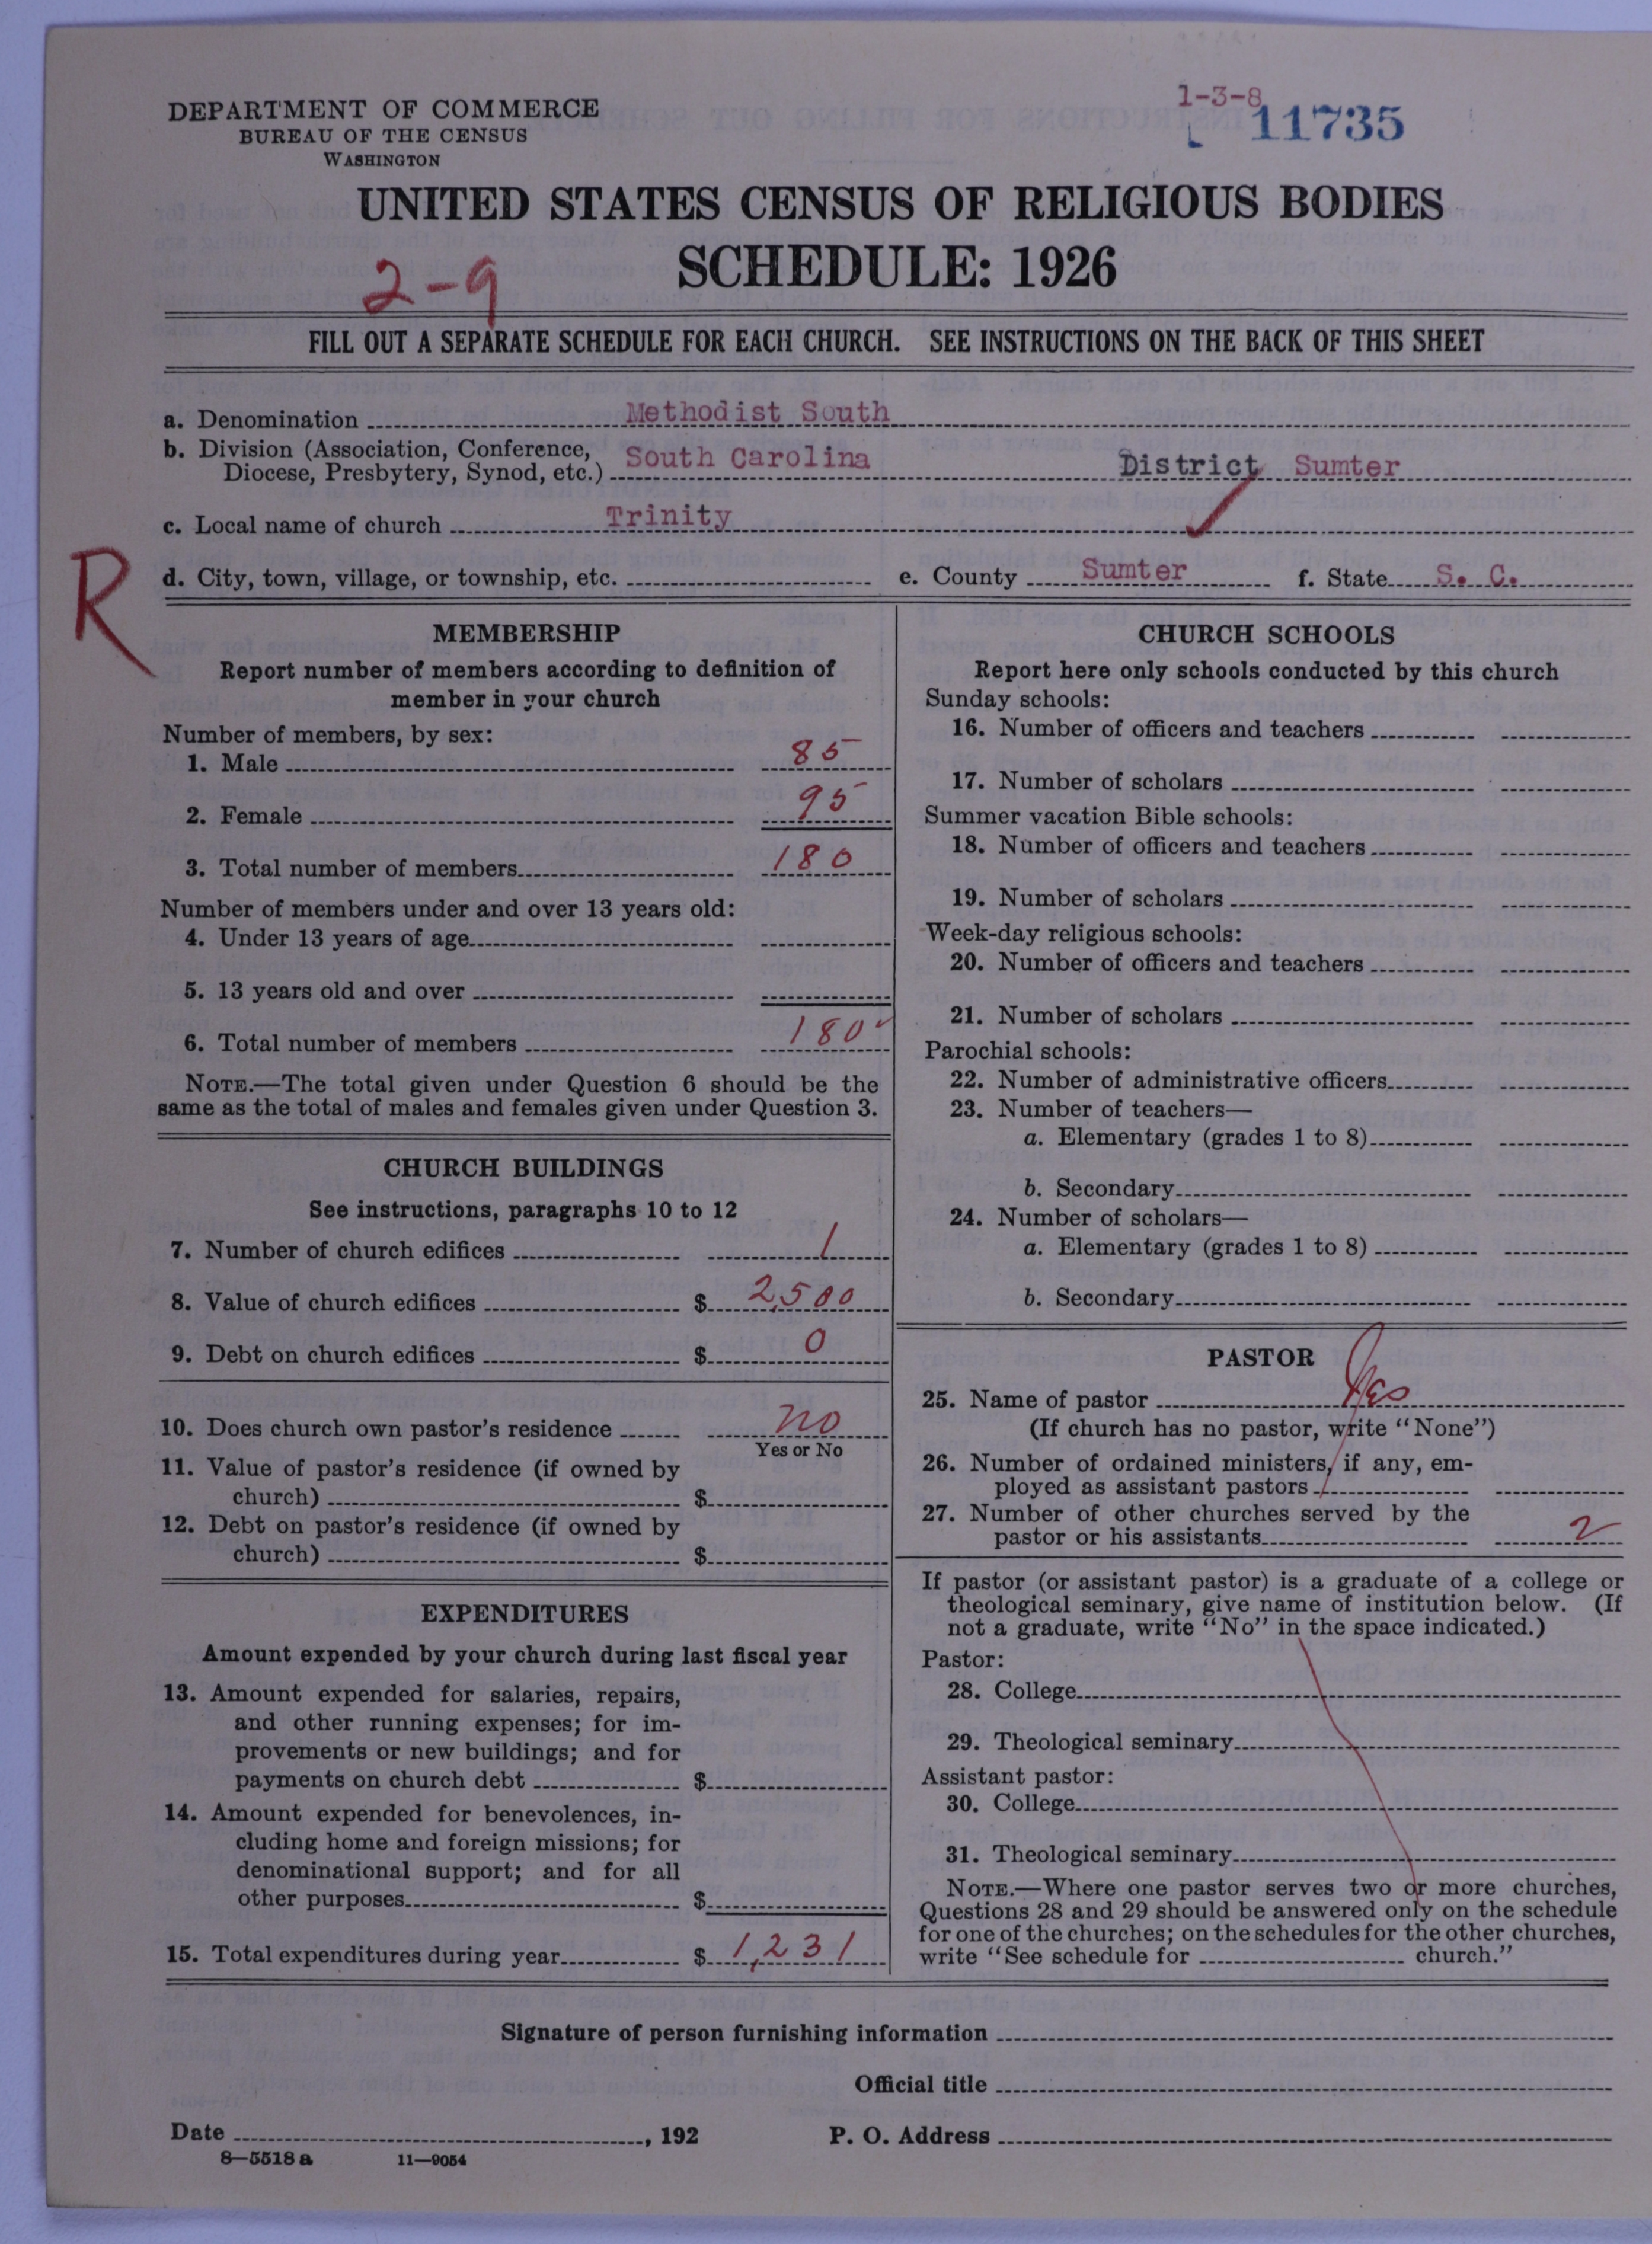 DEPARTMENT OF COMMERCE
BUREAU OF THE CENSUS
WASHINGTON
1-3-8
11735
UNITED STATES CENSUS OF RELIGIOUS BODIES
SCHEDULE: 1926
2-9
FILL OUT A SEPARATE SCHEDULE FOR EACH CHURCH. SEE INSTRUCTIONS ON THE BACK OF THIS SHEET
a. Denomination Methodist South
b. Division (Association, Conference,
Diocese, Presbytery, Synod, etc.) South Carolina District Sumter
c. Local name of church Trinity
R
d. City, town, village, or township, etc. e. County Sumter f. State S. C.
MEMBERSHIP
Report number of members according to definition of
member in your church
Number of members, by sex:
1. Male 85
2. Female 95
3. Total number of members 180
Number of members under and over 13 years old:
4. Under 13 years of age
5. 13 years old and over
6. Total number of members 180
NOTE.—The total given under Question 6 should be the
same as the total of males and females given under Question 3.
CHURCH BUILDINGS
See instructions, paragraphs 10 to 12
7. Number of church edifices 1
8. Value of church edifices $ 2,500
9. Debt on church edifices $ 0
10. Does church own pastor's residence no
Yes or No
11. Value of pastor's residence (if owned by
church) $
12. Debt on pastor's residence (if owned by
church) $
EXPENDITURES
Amount expended by your church during last fiscal year
13. Amount expended for salaries, repairs,
and other running expenses; for im-
provements or new buildings; and for
payments on church debt $
14. Amount expended for benevolences, in-
cluding home and foreign missions; for
denominational support; and for all
other purposes $
15. Total expenditures during year $ 1,231
CHURCH SCHOOLS
Report here only schools conducted by this church
Sunday schools:
16. Number of officers and teachers
17. Number of scholars
Summer vacation Bible schools:
18. Number of officers and teachers
19. Number of scholars
Week-day religious schools:
20. Number of officers and teachers
21. Number of scholars
Parochial schools:
22. Number of administrative officers
23. Number of teachers—
a. Elementary (grades 1 to 8)
b. Secondary
24. Number of scholars—
a. Elementary (grades 1 to 8)
b. Secondary
PASTOR
25. Name of pastor Yes
(If church has no pastor, write "None")
26. Number of ordained ministers, if any, em-
ployed as assistant pastors
27. Number of other churches served by the
pastor or his assistants 2
If pastor (or assistant pastor) is a graduate of a college or
theological seminary, give name of institution below. (If
not a graduate, write "No" in the space indicated.)
Pastor:
28. College
29. Theological seminary
Assistant pastor:
30. College
31. Theological seminary
NOTE.—Where one pastor serves two or more churches,
Questions 28 and 29 should be answered only on the schedule
for one of the churches; on the schedules for the other churches,
write "See schedule for church."
Signature of person furnishing information
Official title
Date , 192 P. O. Address
8—5518 a 11—9054